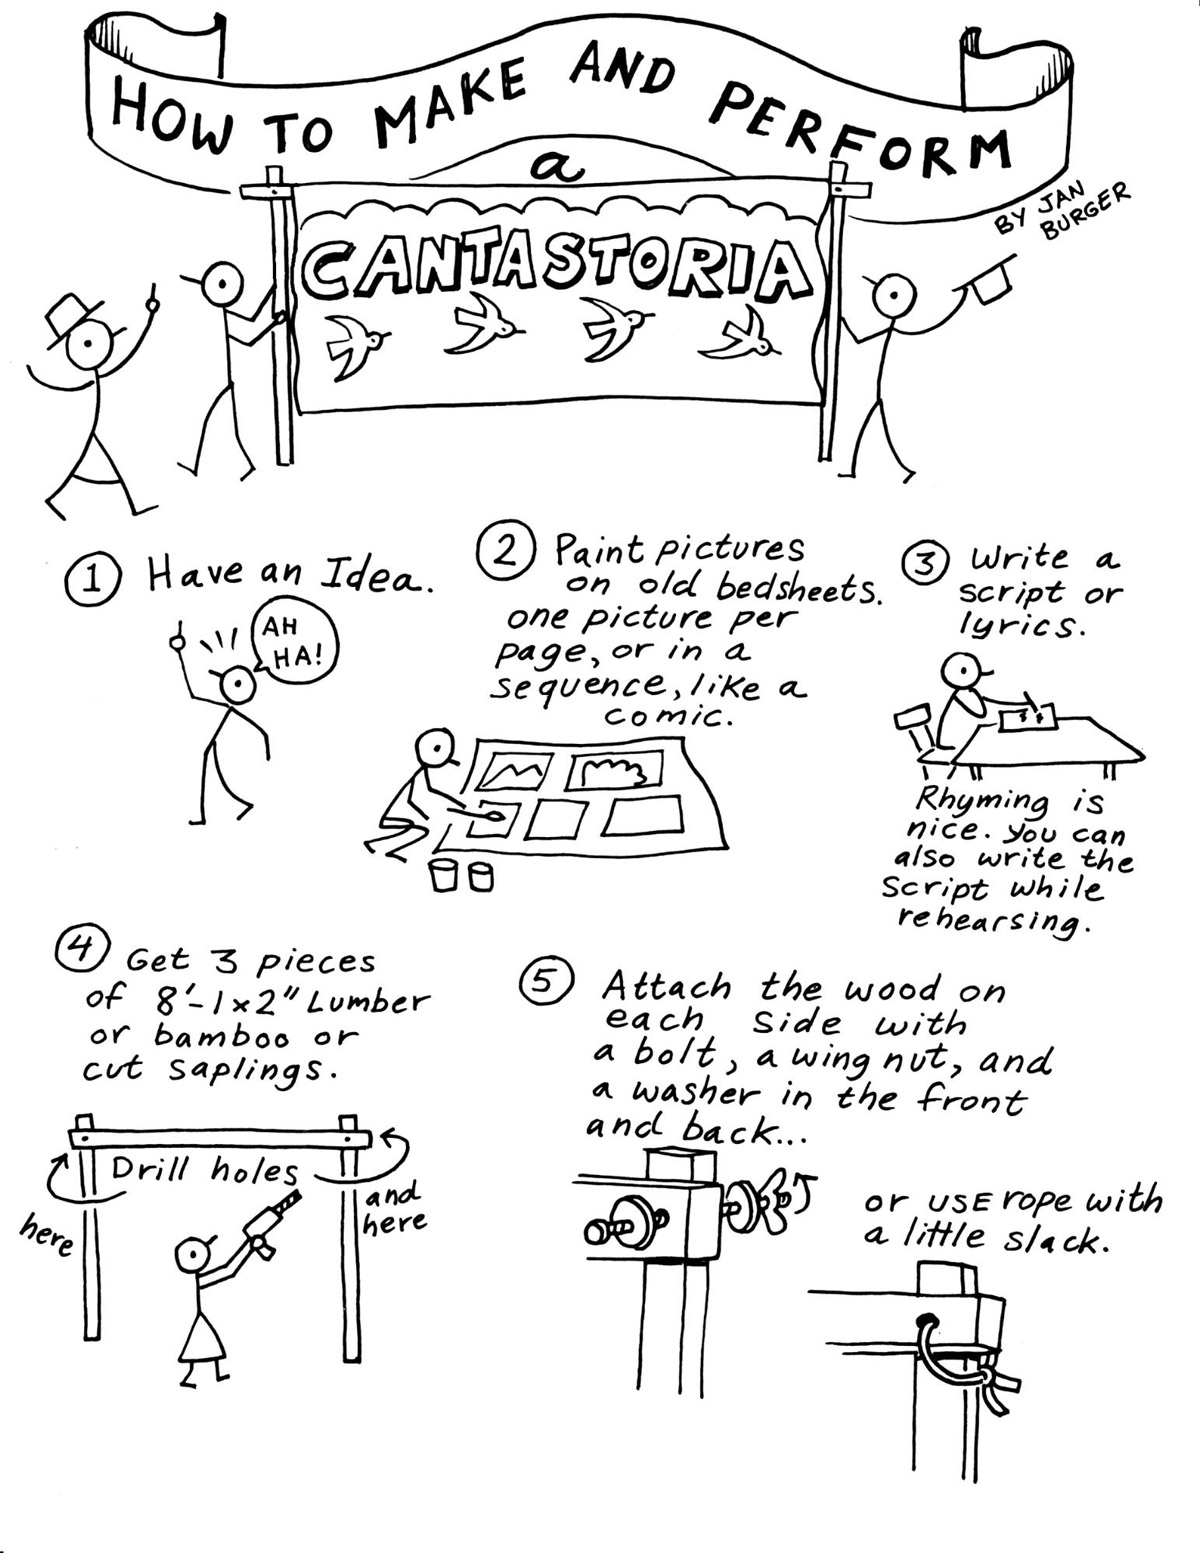 HOW TO MAKE AND PERFORM
a
CANTASTORIA
BY JAN
BURGER
1 Have an Idea.
AH
HA!
2 Paint pictures
on old bedsheets.
one picture per
page, or in a
sequence, like a
comic.
3 Write a
script or
lyrics.
Rhyming is
nice. You can
also write the
script while
rehearsing.
4 Get 3 pieces
of 8'-1x2" Lumber
or bamboo or
cut saplings.
Drill holes
here
and
here
5 Attach the wood on
each side with
a bolt, a wing nut, and
a washer in the front
and back...
or USE rope with
a little slack.